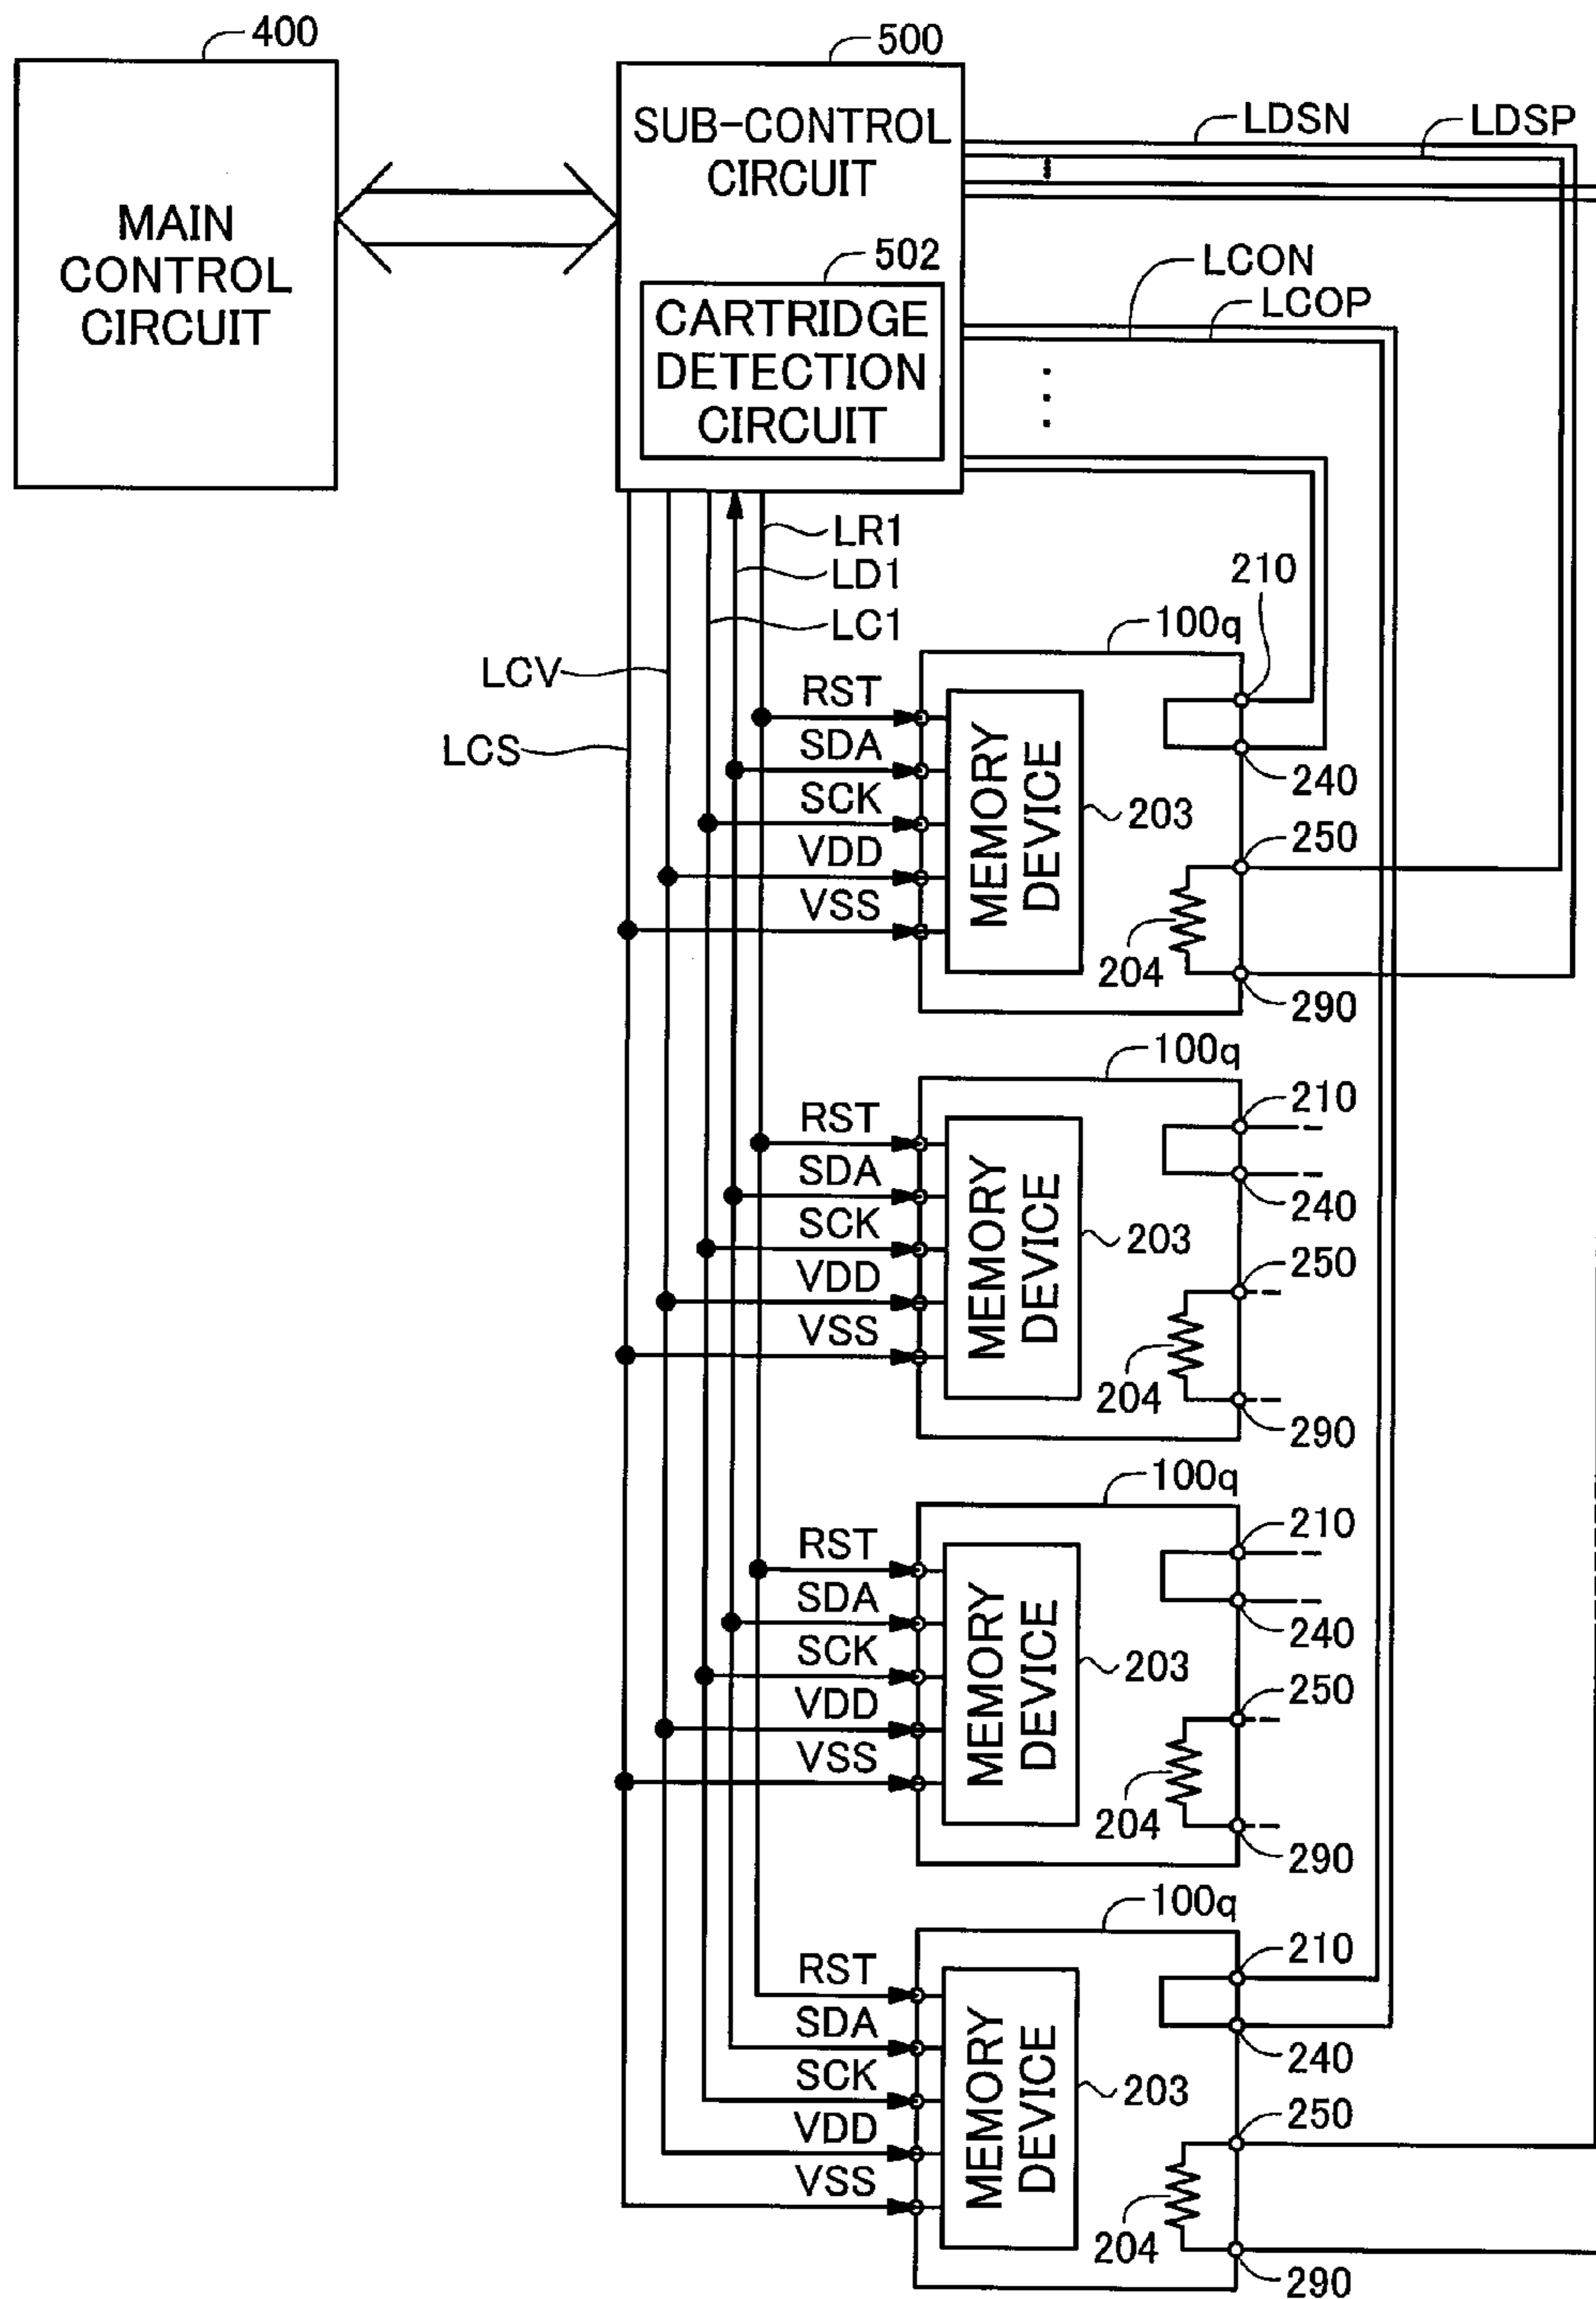 400
500
MAIN
CONTROL
CIRCUIT
SUB-CONTROL
CIRCUIT
502
CARTRIDGE
DETECTION
CIRCUIT
LDSN
LDSP
LCON
LCOP
LR1
LD1
LC1
LCV
LCS
100q
RST
SDA
SCK
VDD
VSS
MEMORY
DEVICE
203
204
210
240
250
290
100q
RST
SDA
SCK
VDD
VSS
MEMORY
DEVICE
203
204
210
240
250
290
100q
RST
SDA
SCK
VDD
VSS
MEMORY
DEVICE
203
204
210
240
250
290
100q
RST
SDA
SCK
VDD
VSS
MEMORY
DEVICE
203
204
210
240
250
290